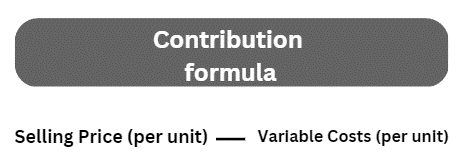 Contribution
formula
Selling Price (per unit) — Variable Costs (per unit)